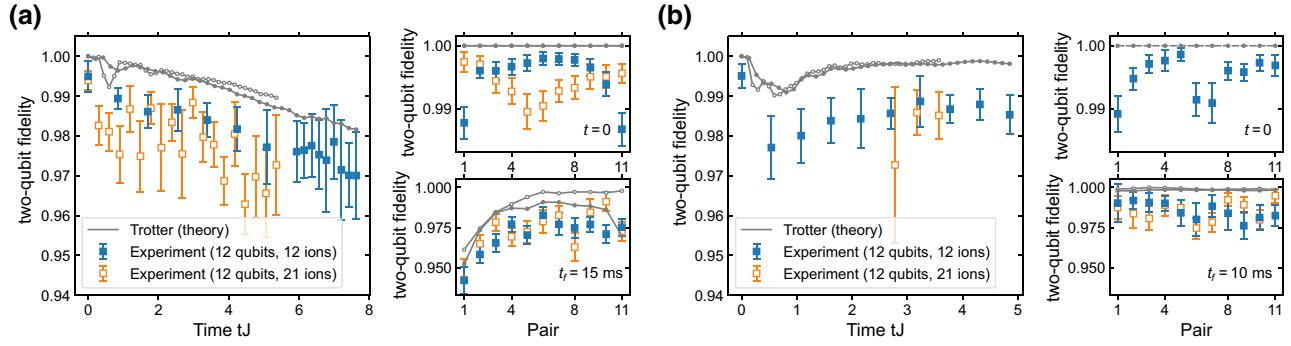 (a)
two-qubit fidelity
1.00
0.99
0.98
0.97
0.96
0.95
0.94
Trotter (theory)
Experiment (12 qubits, 12 ions)
Experiment (12 qubits, 21 ions)
0 1 2 3 4 5 6 7 8
Time tJ
two-qubit fidelity
1.00
0.99
t = 0
1 4 8 11
two-qubit fidelity
1.000
0.975
0.950
t_f = 15 ms
1 4 8 11
Pair
(b)
two-qubit fidelity
1.00
0.99
0.98
0.97
0.96
0.95
0.94
Trotter (theory)
Experiment (12 qubits, 12 ions)
Experiment (12 qubits, 21 ions)
0 1 2 3 4 5
Time tJ
two-qubit fidelity
1.00
0.99
t = 0
1 4 8 11
two-qubit fidelity
1.000
0.975
0.950
t_f = 10 ms
1 4 8 11
Pair